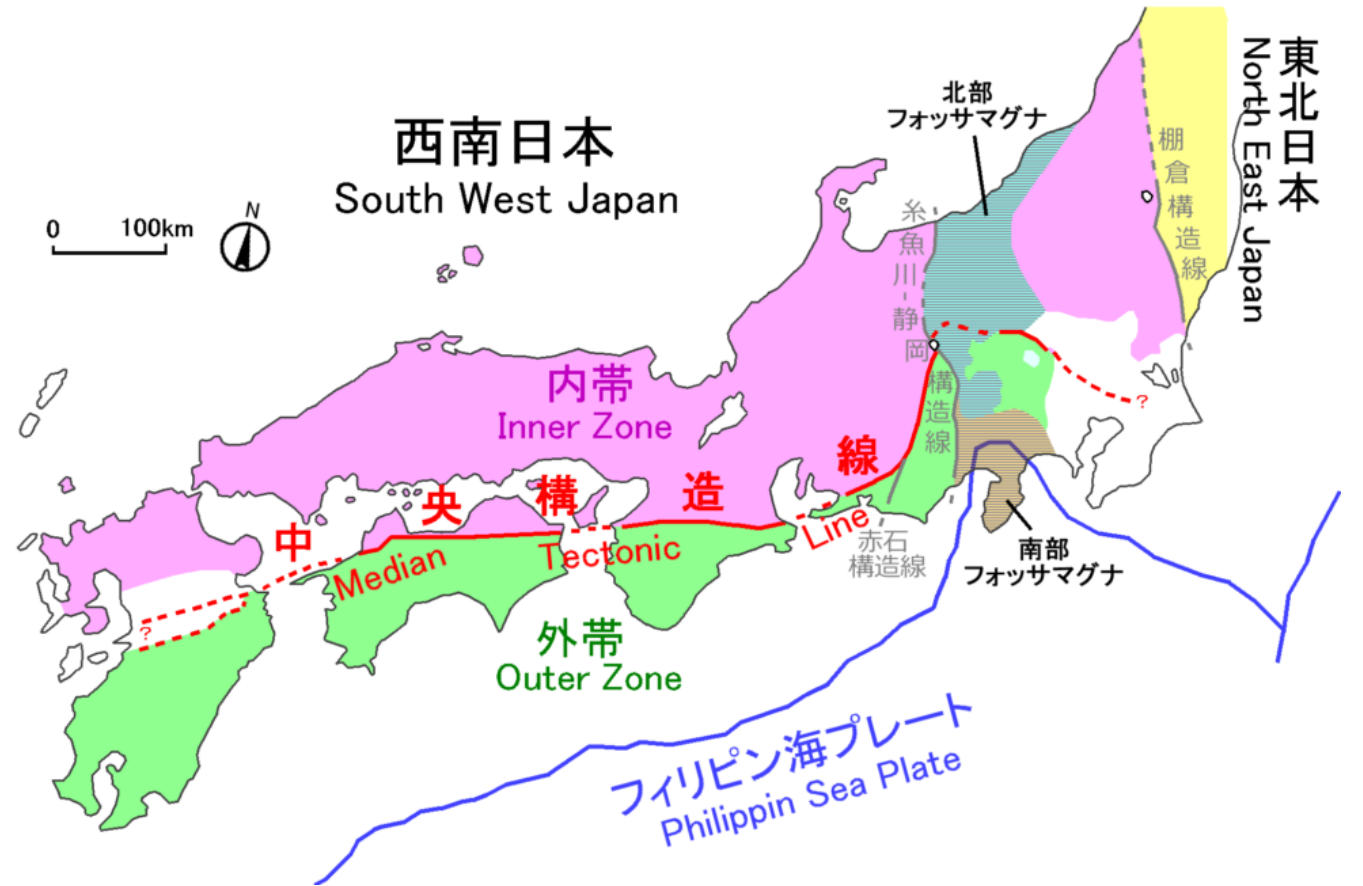 西南日本
South West Japan
0 100km
N
北部
フォッサマグナ
東北日本
North East Japan
棚倉構造線
糸魚川-静岡構造線
内帯
Inner Zone
中央構造線
Median Tectonic Line
?
?
赤石
構造線
南部
フォッサマグナ
外帯
Outer Zone
フィリピン海プレート
Philippin Sea Plate